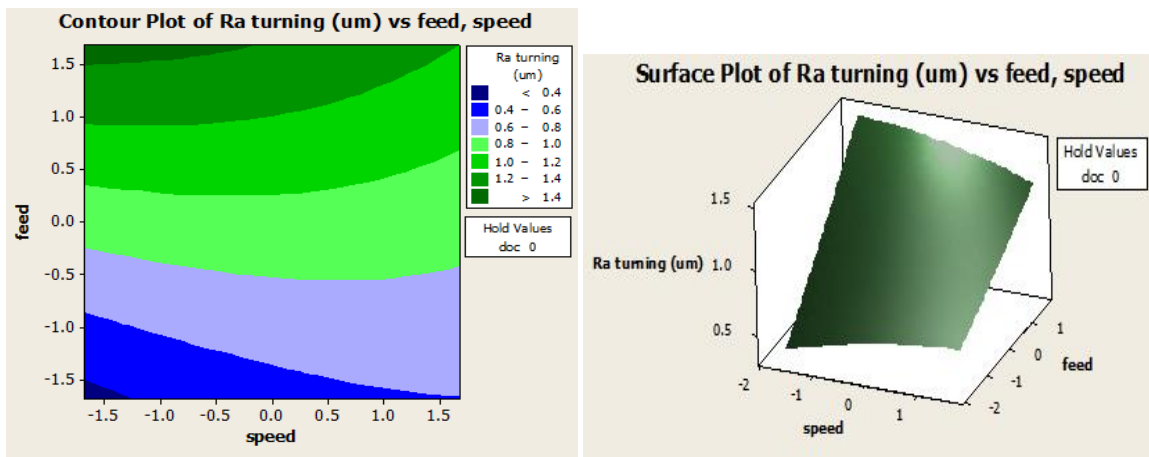 Contour Plot of Ra turning (um) vs feed, speed
1.5
1.0
0.5
0.0
-0.5
-1.0
-1.5
feed
-1.5 -1.0 -0.5 0.0 0.5 1.0 1.5
speed
Ra turning
(um)
< 0.4
0.4 - 0.6
0.6 - 0.8
0.8 - 1.0
1.0 - 1.2
1.2 - 1.4
> 1.4
Hold Values
doc 0
Surface Plot of Ra turning (um) vs feed, speed
Hold Values
doc 0
1.5
Ra turning (um) 1.0
0.5
-2 -1 0 1
speed
-2 -1 0 1
feed